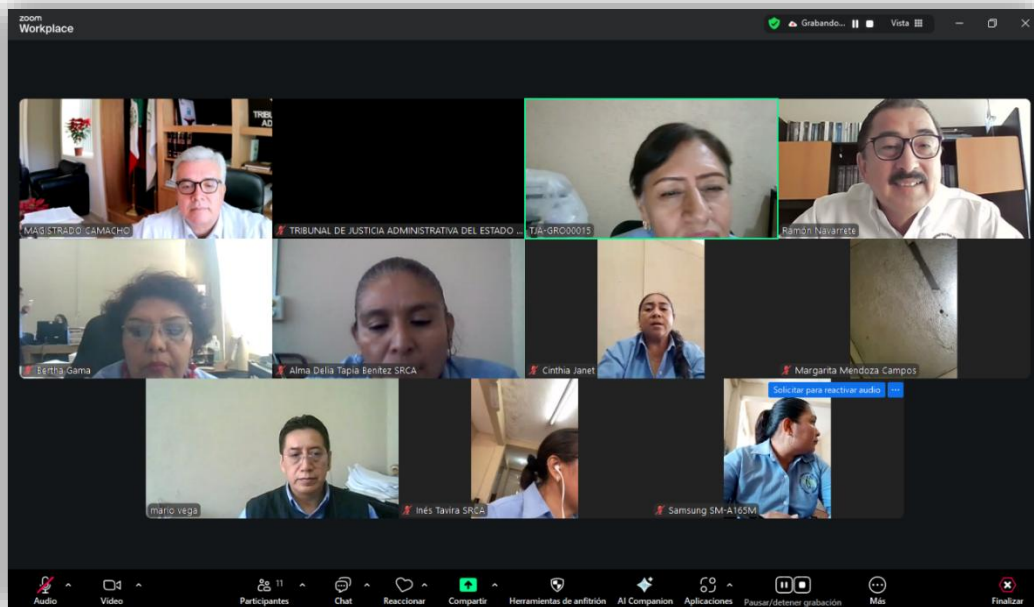 zoom
Workplace
Grabando...
Vista
MAGISTRADO CAMACHO
TRIBUNAL DE JUSTICIA ADMINISTRATIVA DEL ESTADO ...
TJA-GRO00015
Ramón Navarrete
Bertha Gama
Alma Delia Tapia Benítez SRCA
Cinthia Janet
Margarita Mendoza Campos
Solicitar para reactivar audio ...
mario vega
Inés Tavira SRCA
Samsung SM-A165M
Audio
Video
Participantes 11
Chat
Reaccionar
Compartir
Herramientas de anfitrión
AI Companion
Aplicaciones
Pausar/detener grabación
Más
Finalizar